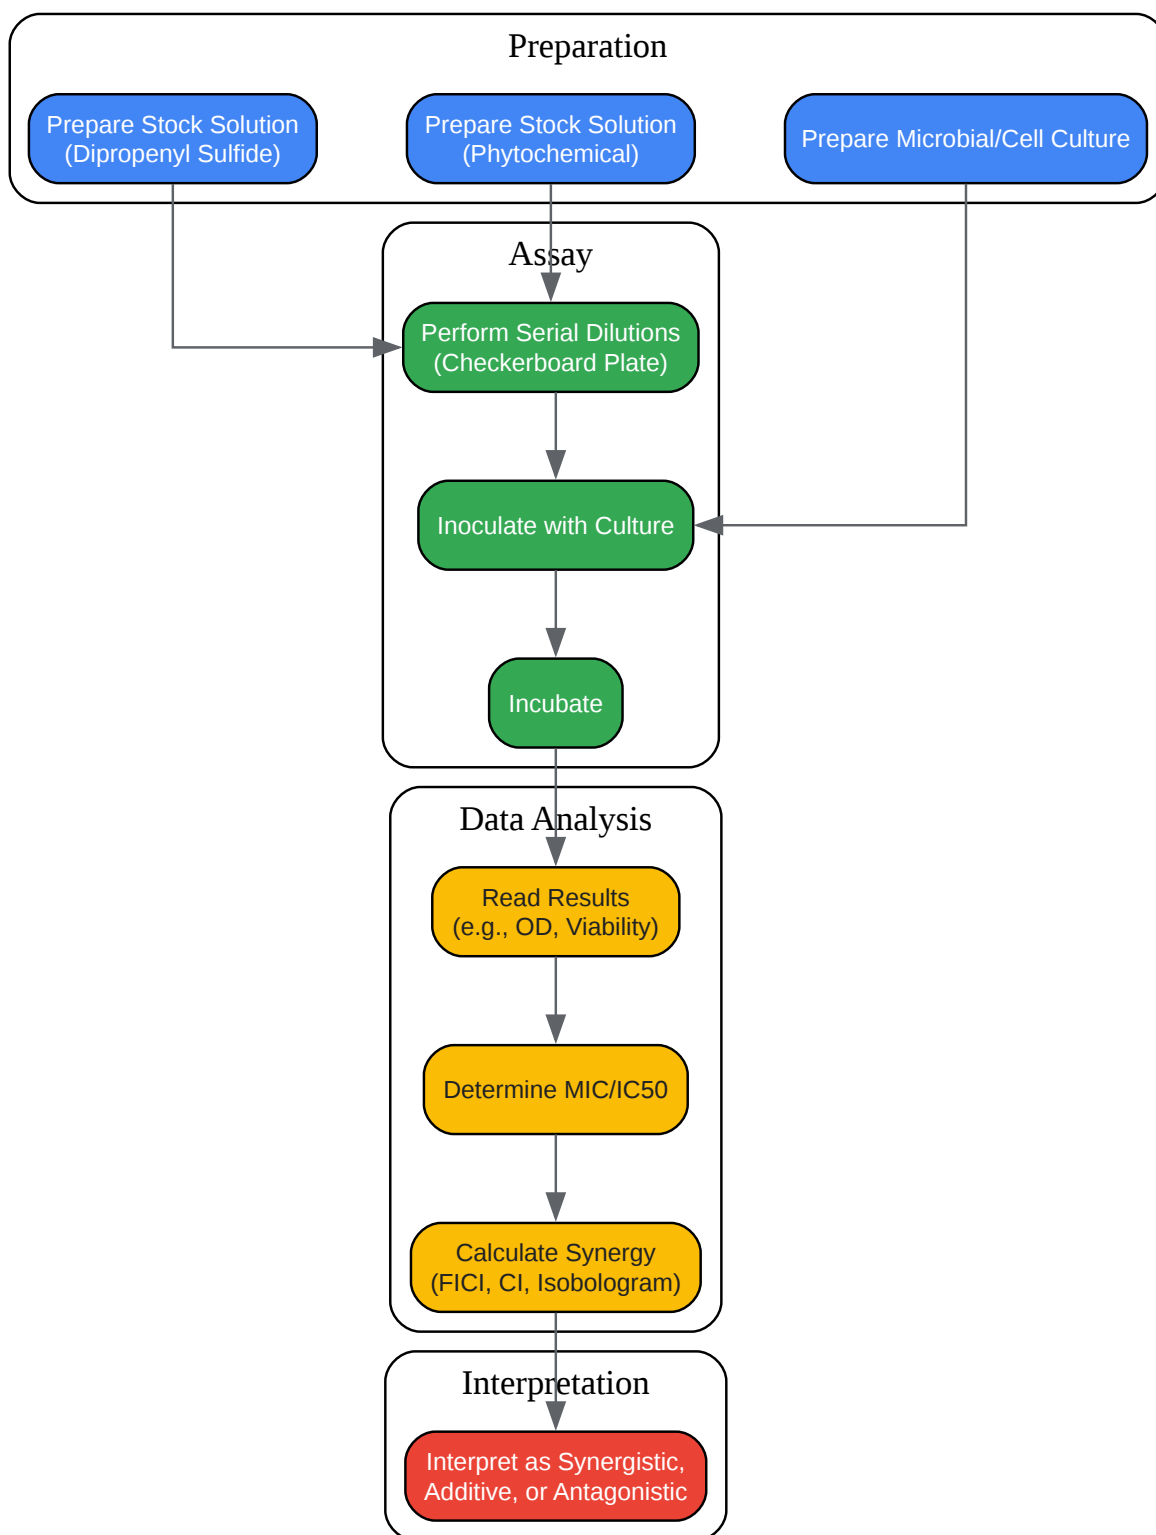 Preparation
Prepare Stock Solution
(Dipropenyl Sulfide)
Prepare Stock Solution
(Phytochemical)
Prepare Microbial/Cell Culture
Assay
Perform Serial Dilutions
(Checkerboard Plate)
Inoculate with Culture
Incubate
Data Analysis
Read Results
(e.g., OD, Viability)
Determine MIC/IC50
Calculate Synergy
(FICI, CI, Isobologram)
Interpretation
Interpret as Synergistic,
Additive, or Antagonistic